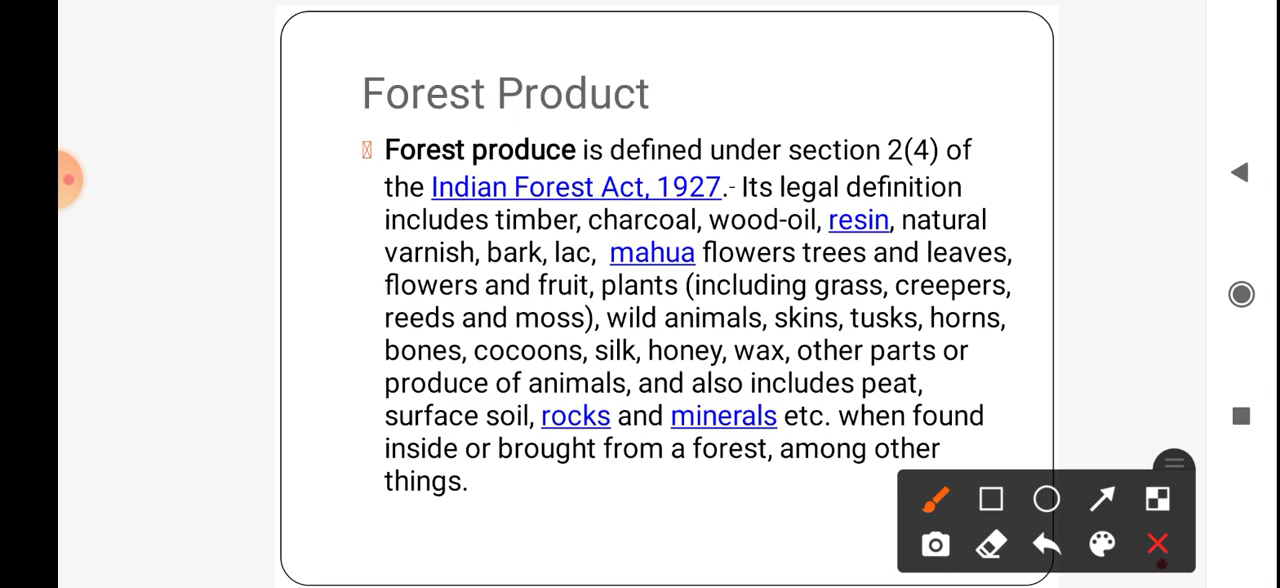 Forest Product
Forest produce is defined under section 2(4) of
the Indian Forest Act, 1927.- Its legal definition
includes timber, charcoal, wood-oil, resin, natural
varnish, bark, lac, mahua flowers trees and leaves,
flowers and fruit, plants (including grass, creepers,
reeds and moss), wild animals, skins, tusks, horns,
bones, cocoons, silk, honey, wax, other parts or
produce of animals, and also includes peat,
surface soil, rocks and minerals etc. when found
inside or brought from a forest, among other
things.